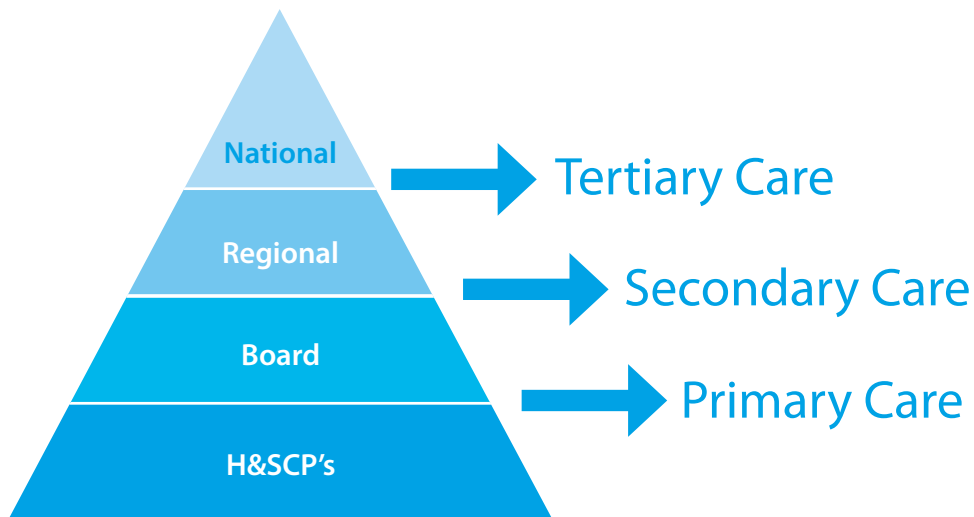 National
Tertiary Care
Regional
Secondary Care
Board
Primary Care
H&SCP's